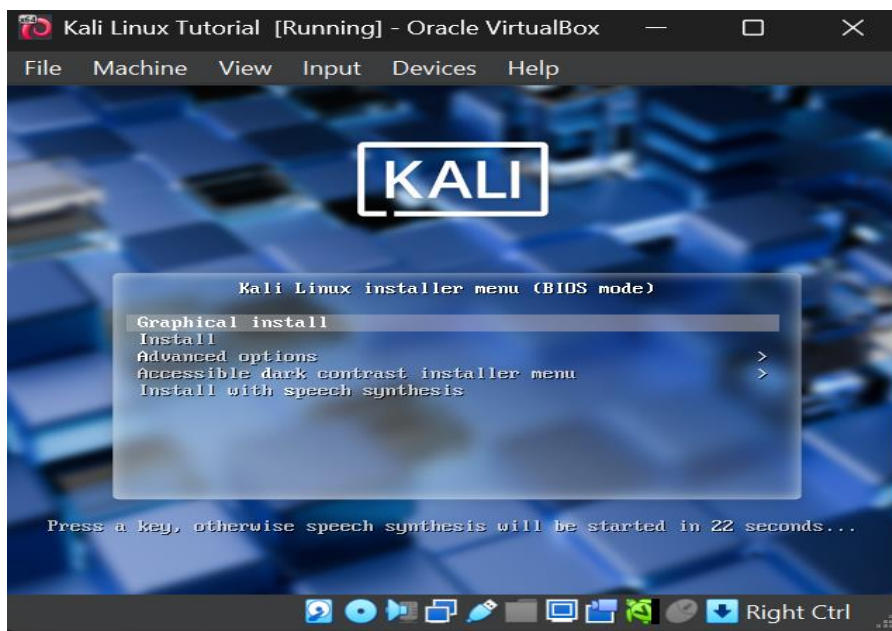 Kali Linux Tutorial [Running] - Oracle VirtualBox
File Machine View Input Devices Help
KALI
Kali Linux installer menu (BIOS mode)
Graphical install
Install
Advanced options >
Accessible dark contrast installer menu >
Install with speech synthesis
Press a key, otherwise speech synthesis will be started in 22 seconds...
Right Ctrl